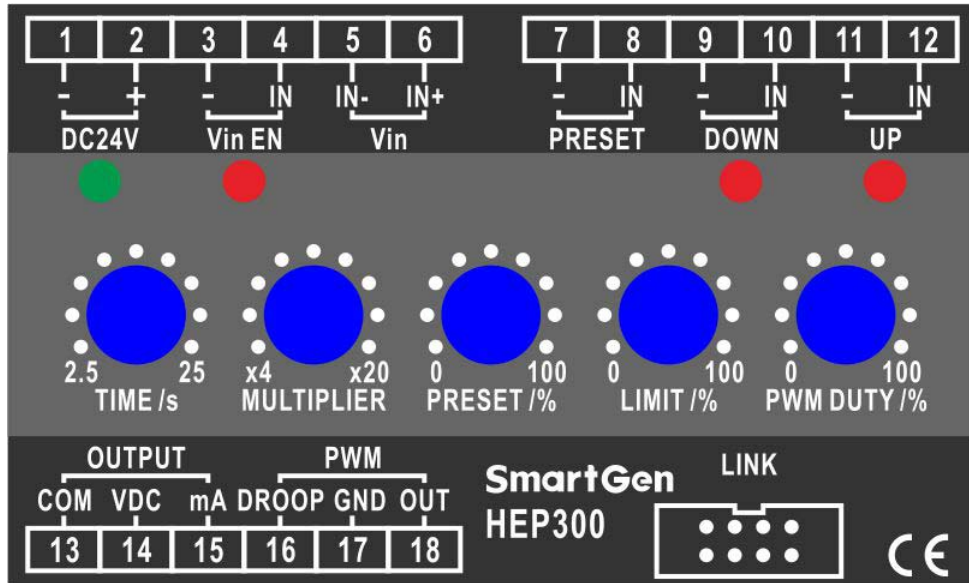 1 2 3 4 5 6 7 8 9 10 11 12
- + - IN IN- IN+ - IN - IN - IN
DC24V Vin EN Vin PRESET DOWN UP
2.5 25 x4 x20 0 100 0 100 0 100
TIME /s MULTIPLIER PRESET /% LIMIT /% PWM DUTY /%
OUTPUT PWM
COM VDC mA DROOP GND OUT
13 14 15 16 17 18
SmartGen
HEP300
LINK
CE